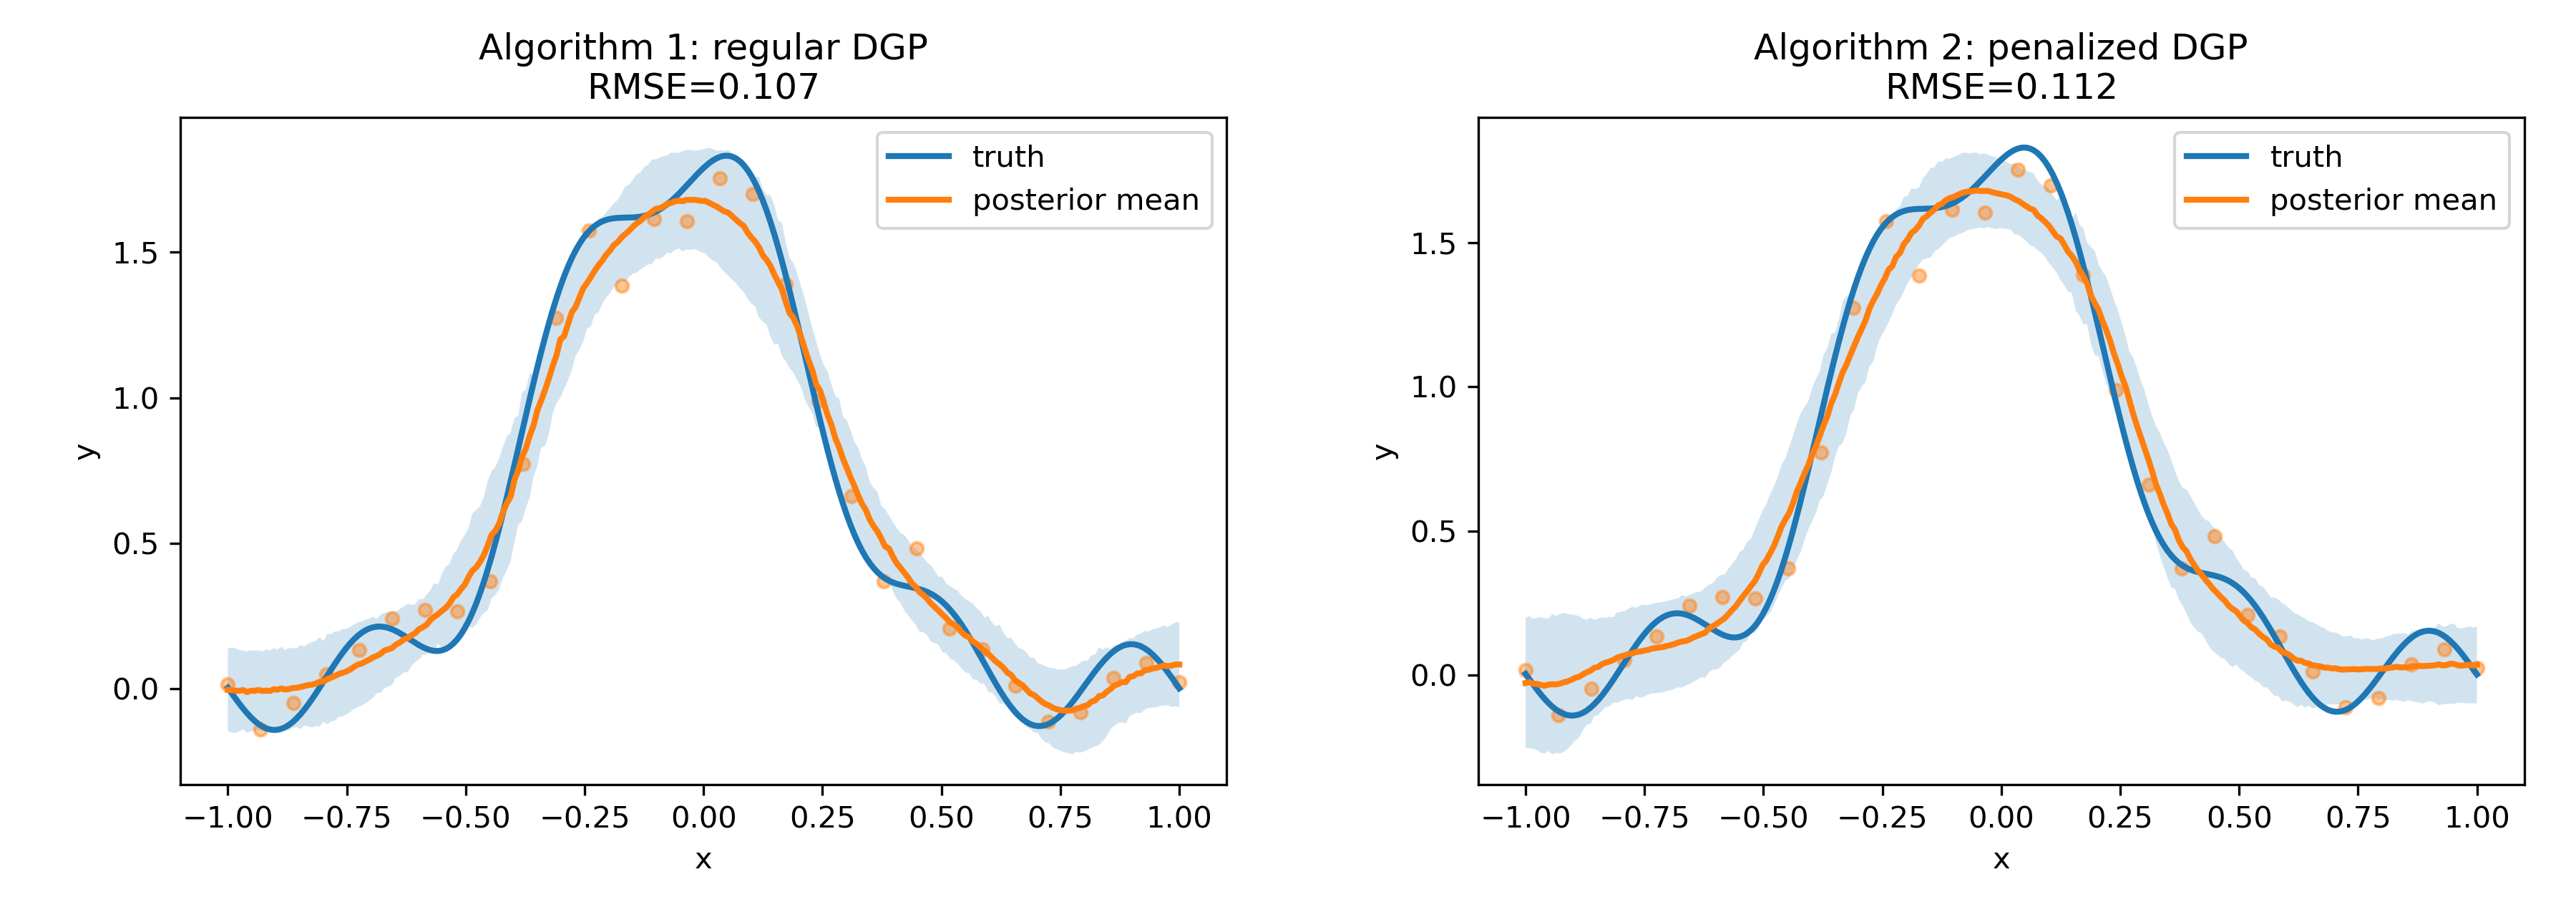 Algorithm 1: regular DGP
RMSE=0.107
truth
posterior mean
1.5
1.0
0.5
0.0
y
−1.00 −0.75 −0.50 −0.25 0.00 0.25 0.50 0.75 1.00
x
Algorithm 2: penalized DGP
RMSE=0.112
truth
posterior mean
1.5
1.0
0.5
0.0
y
−1.00 −0.75 −0.50 −0.25 0.00 0.25 0.50 0.75 1.00
x